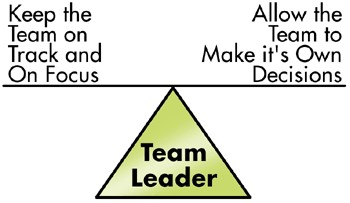 Keep the
Team on
Track and
On Focus
Allow the
Team to
Make it's Own
Decisions
Team
Leader